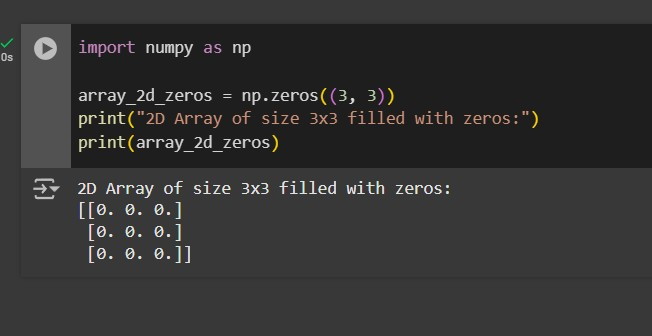 0s
import numpy as np
array_2d_zeros = np.zeros((3, 3))
print("2D Array of size 3x3 filled with zeros:")
print(array_2d_zeros)
2D Array of size 3x3 filled with zeros:
[[0. 0. 0.]
 [0. 0. 0.]
 [0. 0. 0.]]